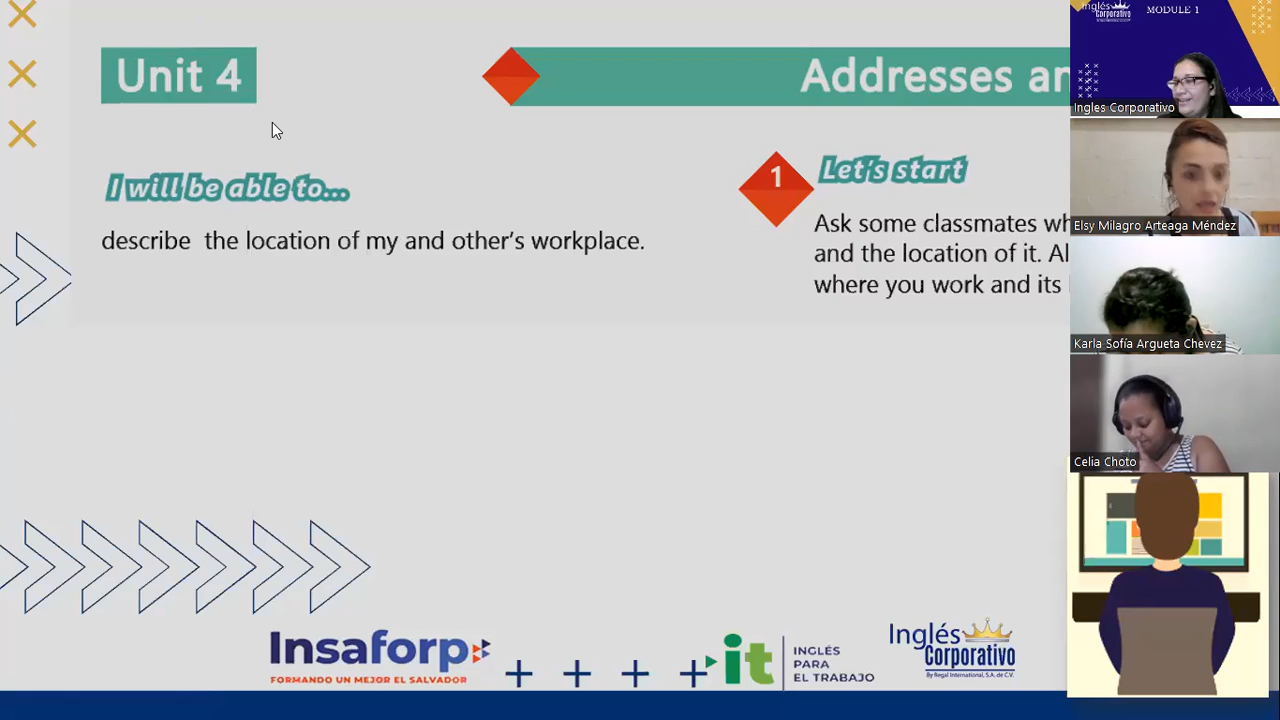 Unit 4
Addresses an
I will be able to...
describe the location of my and other's workplace.
1
Let's start
Ask some classmates wh
and the location of it. Al
where you work and its
Insaforp
FORMANDO UN MEJOR EL SALVADOR
it
INGLÉS
PARA
EL TRABAJO
Inglés
Corporativo
By Regal International, S.A. de C.V.
Inglés
Corporativo
MODULE 1
Ingles Corporativo
Elsy Milagro Arteaga Méndez
Karla Sofía Argueta Chevez
Celia Choto